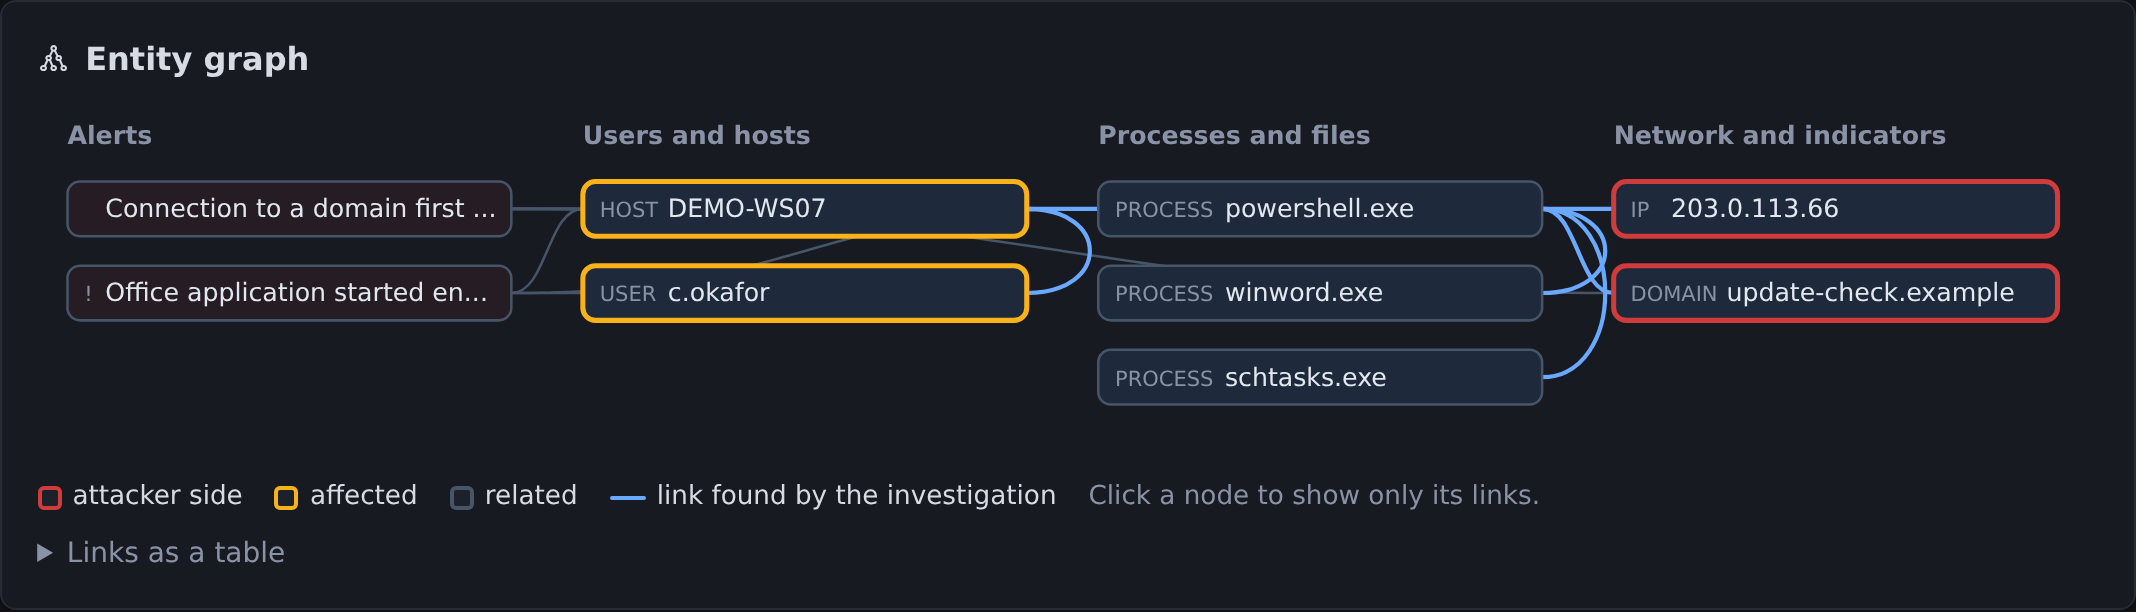 Entity graph
Alerts
Users and hosts
Processes and files
Network and indicators
Connection to a domain first ...
HOST DEMO-WS07
PROCESS powershell.exe
IP 203.0.113.66
! Office application started en...
USER c.okafor
PROCESS winword.exe
DOMAIN update-check.example
PROCESS schtasks.exe
attacker side
affected
related
link found by the investigation
Click a node to show only its links.
Links as a table